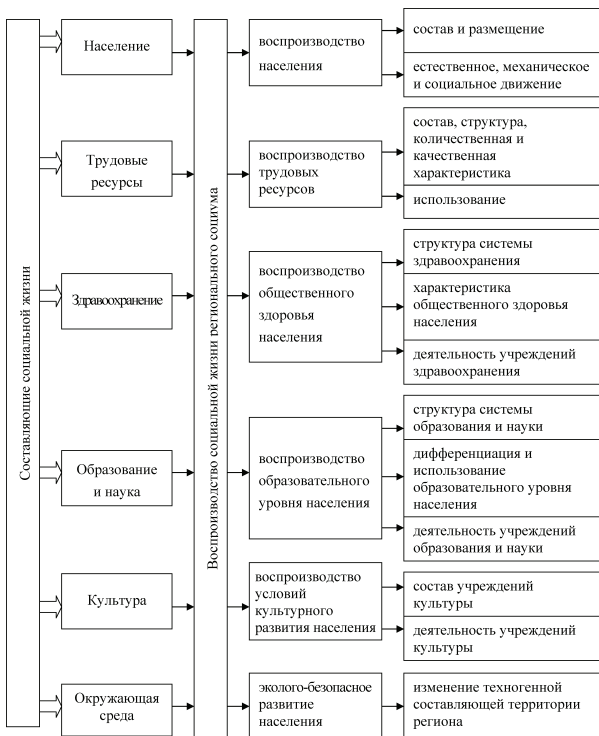 Составляющие социальной жизни
Население
Трудовые
ресурсы
Здравоохранение
Образование
и наука
Культура
Окружающая
среда
Воспроизводство социальной жизни регионального социума
воспроизводство
населения
состав и размещение
естественное, механическое
и социальное движение
воспроизводство
трудовых
ресурсов
состав, структура,
количественная и
качественная
характеристика
использование
воспроизводство
общественного
здоровья
населения
структура системы
здравоохранения
характеристика
общественного здоровья
населения
деятельность учреждений
здравоохранения
воспроизводство
образовательного
уровня населения
структура системы
образования и науки
дифференциация и
использование
образовательного уровня
населения
деятельность учреждений
образования и науки
воспроизводство
условий
культурного
развития населения
состав учреждений
культуры
деятельность учреждений
культуры
эколого-безопасное
развитие
населения
изменение техногенной
составляющей территории
региона